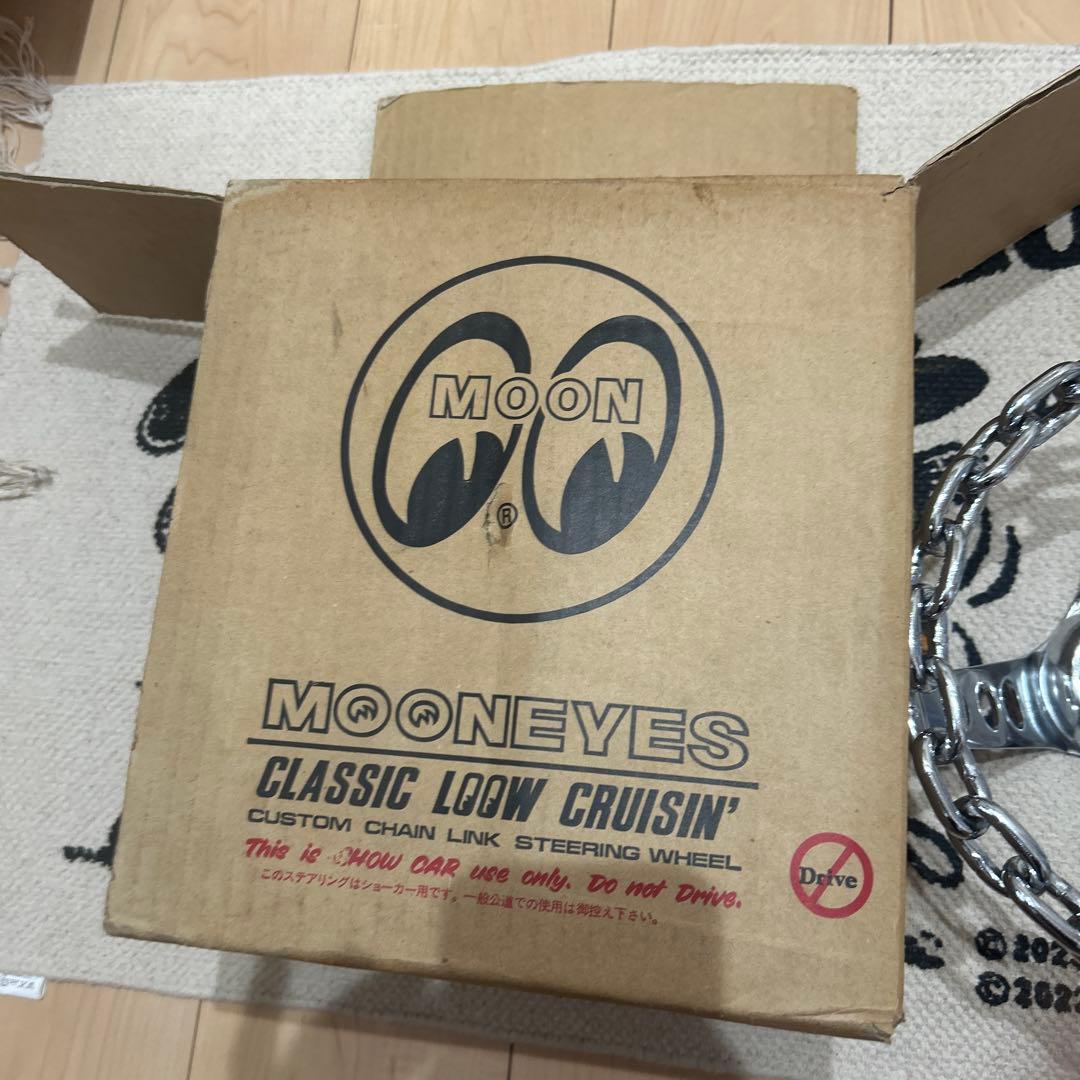 MOON
®
MOONEYES
CLASSIC LOOW CRUISIN'
CUSTOM CHAIN LINK STEERING WHEEL
This is SHOW CAR use only. Do not Drive.
このステアリングはショーカー用です。一般公道での使用は御控え下さい。
Drive